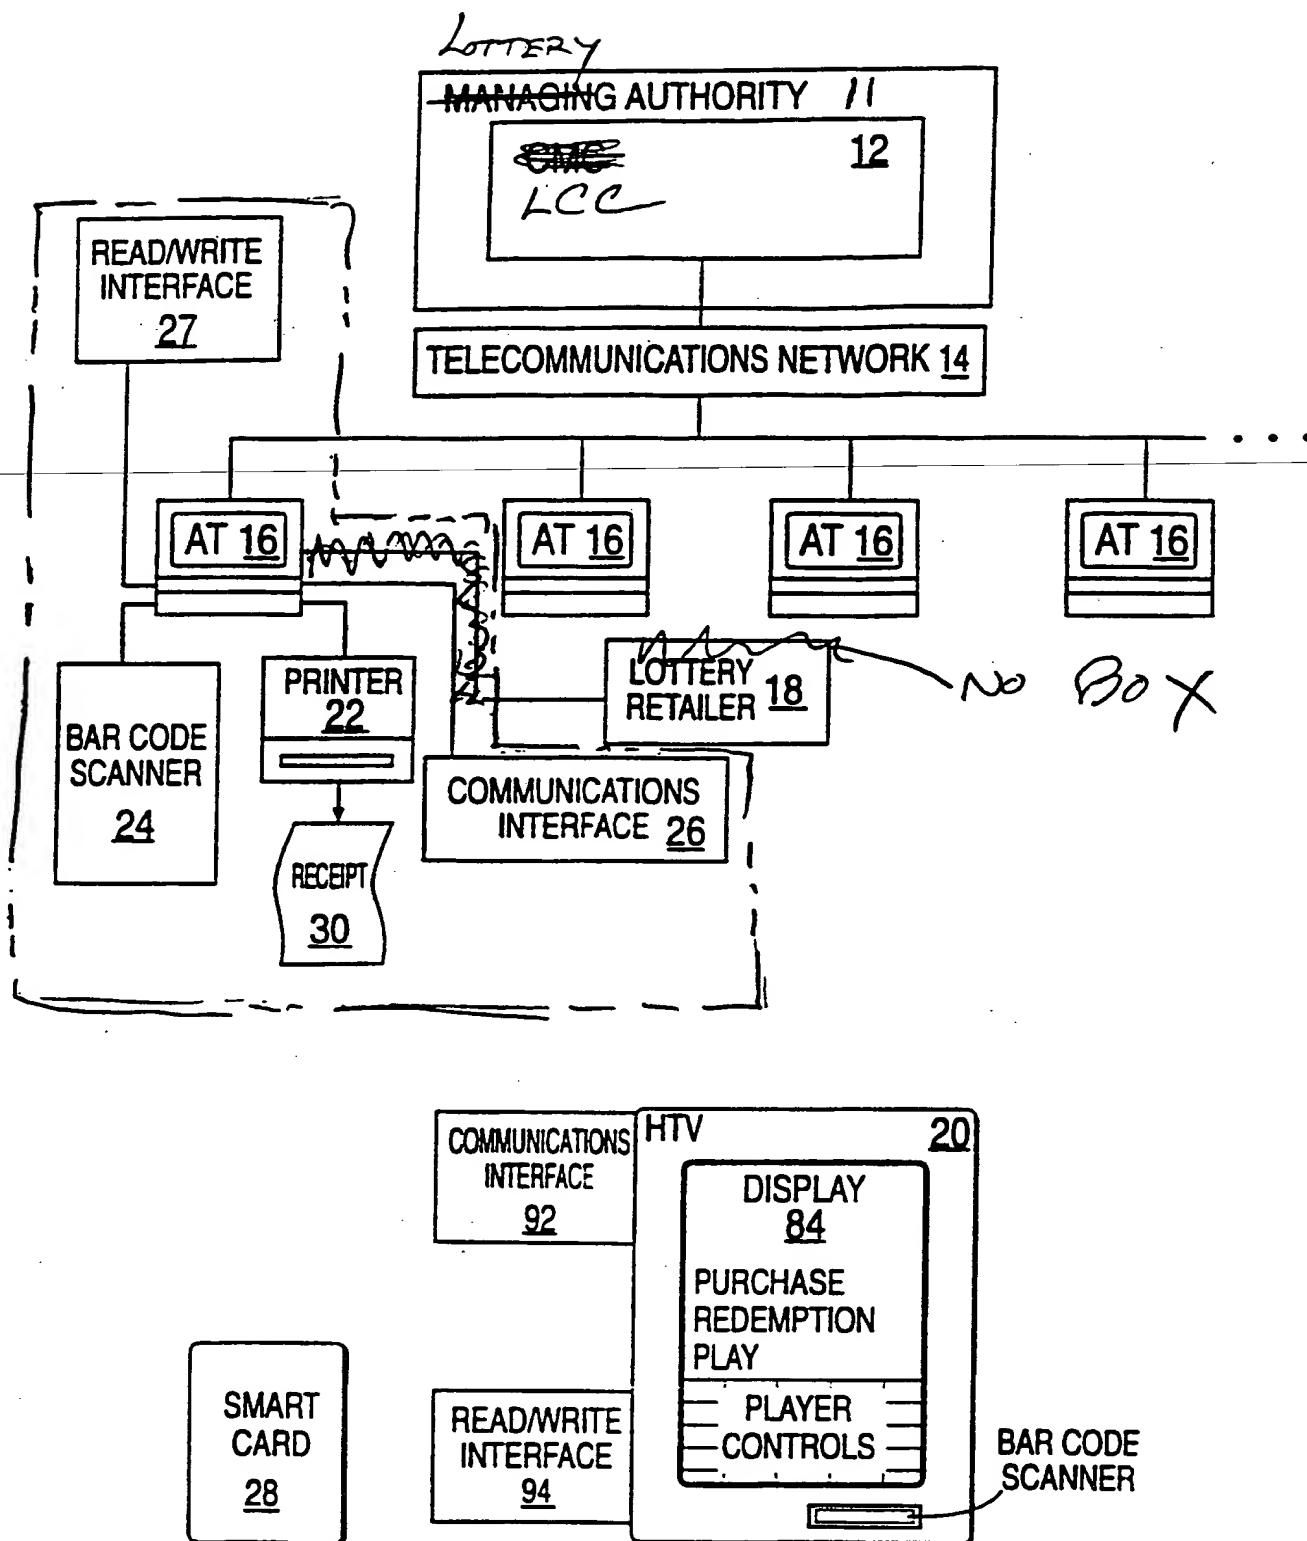 LOTTERY
MANAGING AUTHORITY 11
CMC 12
LCC
READ/WRITE
INTERFACE
27
TELECOMMUNICATIONS NETWORK 14
AT 16
AT 16
AT 16
AT 16
LOTTERY
RETAILER 18
NO BOX
PRINTER
22
BAR CODE
SCANNER
24
COMMUNICATIONS
INTERFACE 26
RECEIPT
30
COMMUNICATIONS
INTERFACE
92
HTV 20
DISPLAY
84
PURCHASE
REDEMPTION
PLAY
PLAYER
CONTROLS
SMART
CARD
28
READ/WRITE
INTERFACE
94
BAR CODE
SCANNER